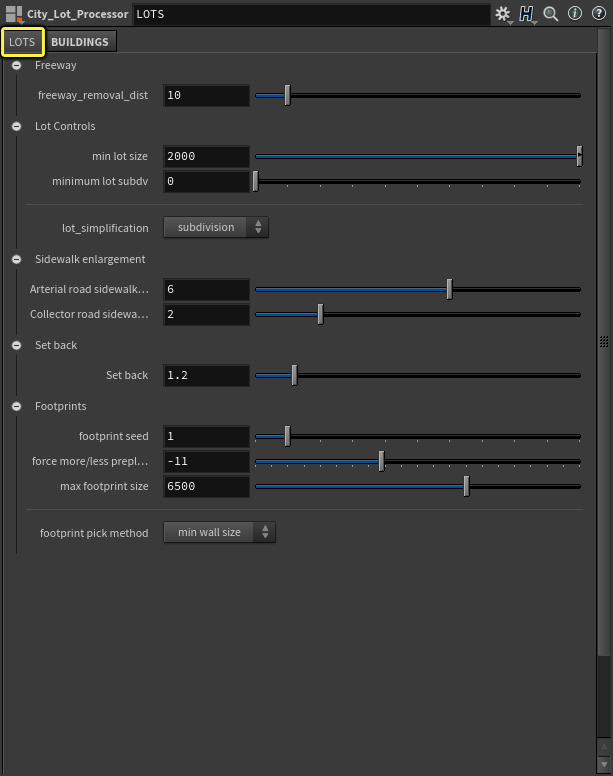 City_Lot_Processor LOTS
LOTS BUILDINGS
Freeway
freeway_removal_dist 10
Lot Controls
min lot size 2000
minimum lot subdv 0
lot_simplification subdivision
Sidewalk enlargement
Arterial road sidewalk... 6
Collector road sidewa... 2
Set back
Set back 1.2
Footprints
footprint seed 1
force more/less prepl... -11
max footprint size 6500
footprint pick method min wall size